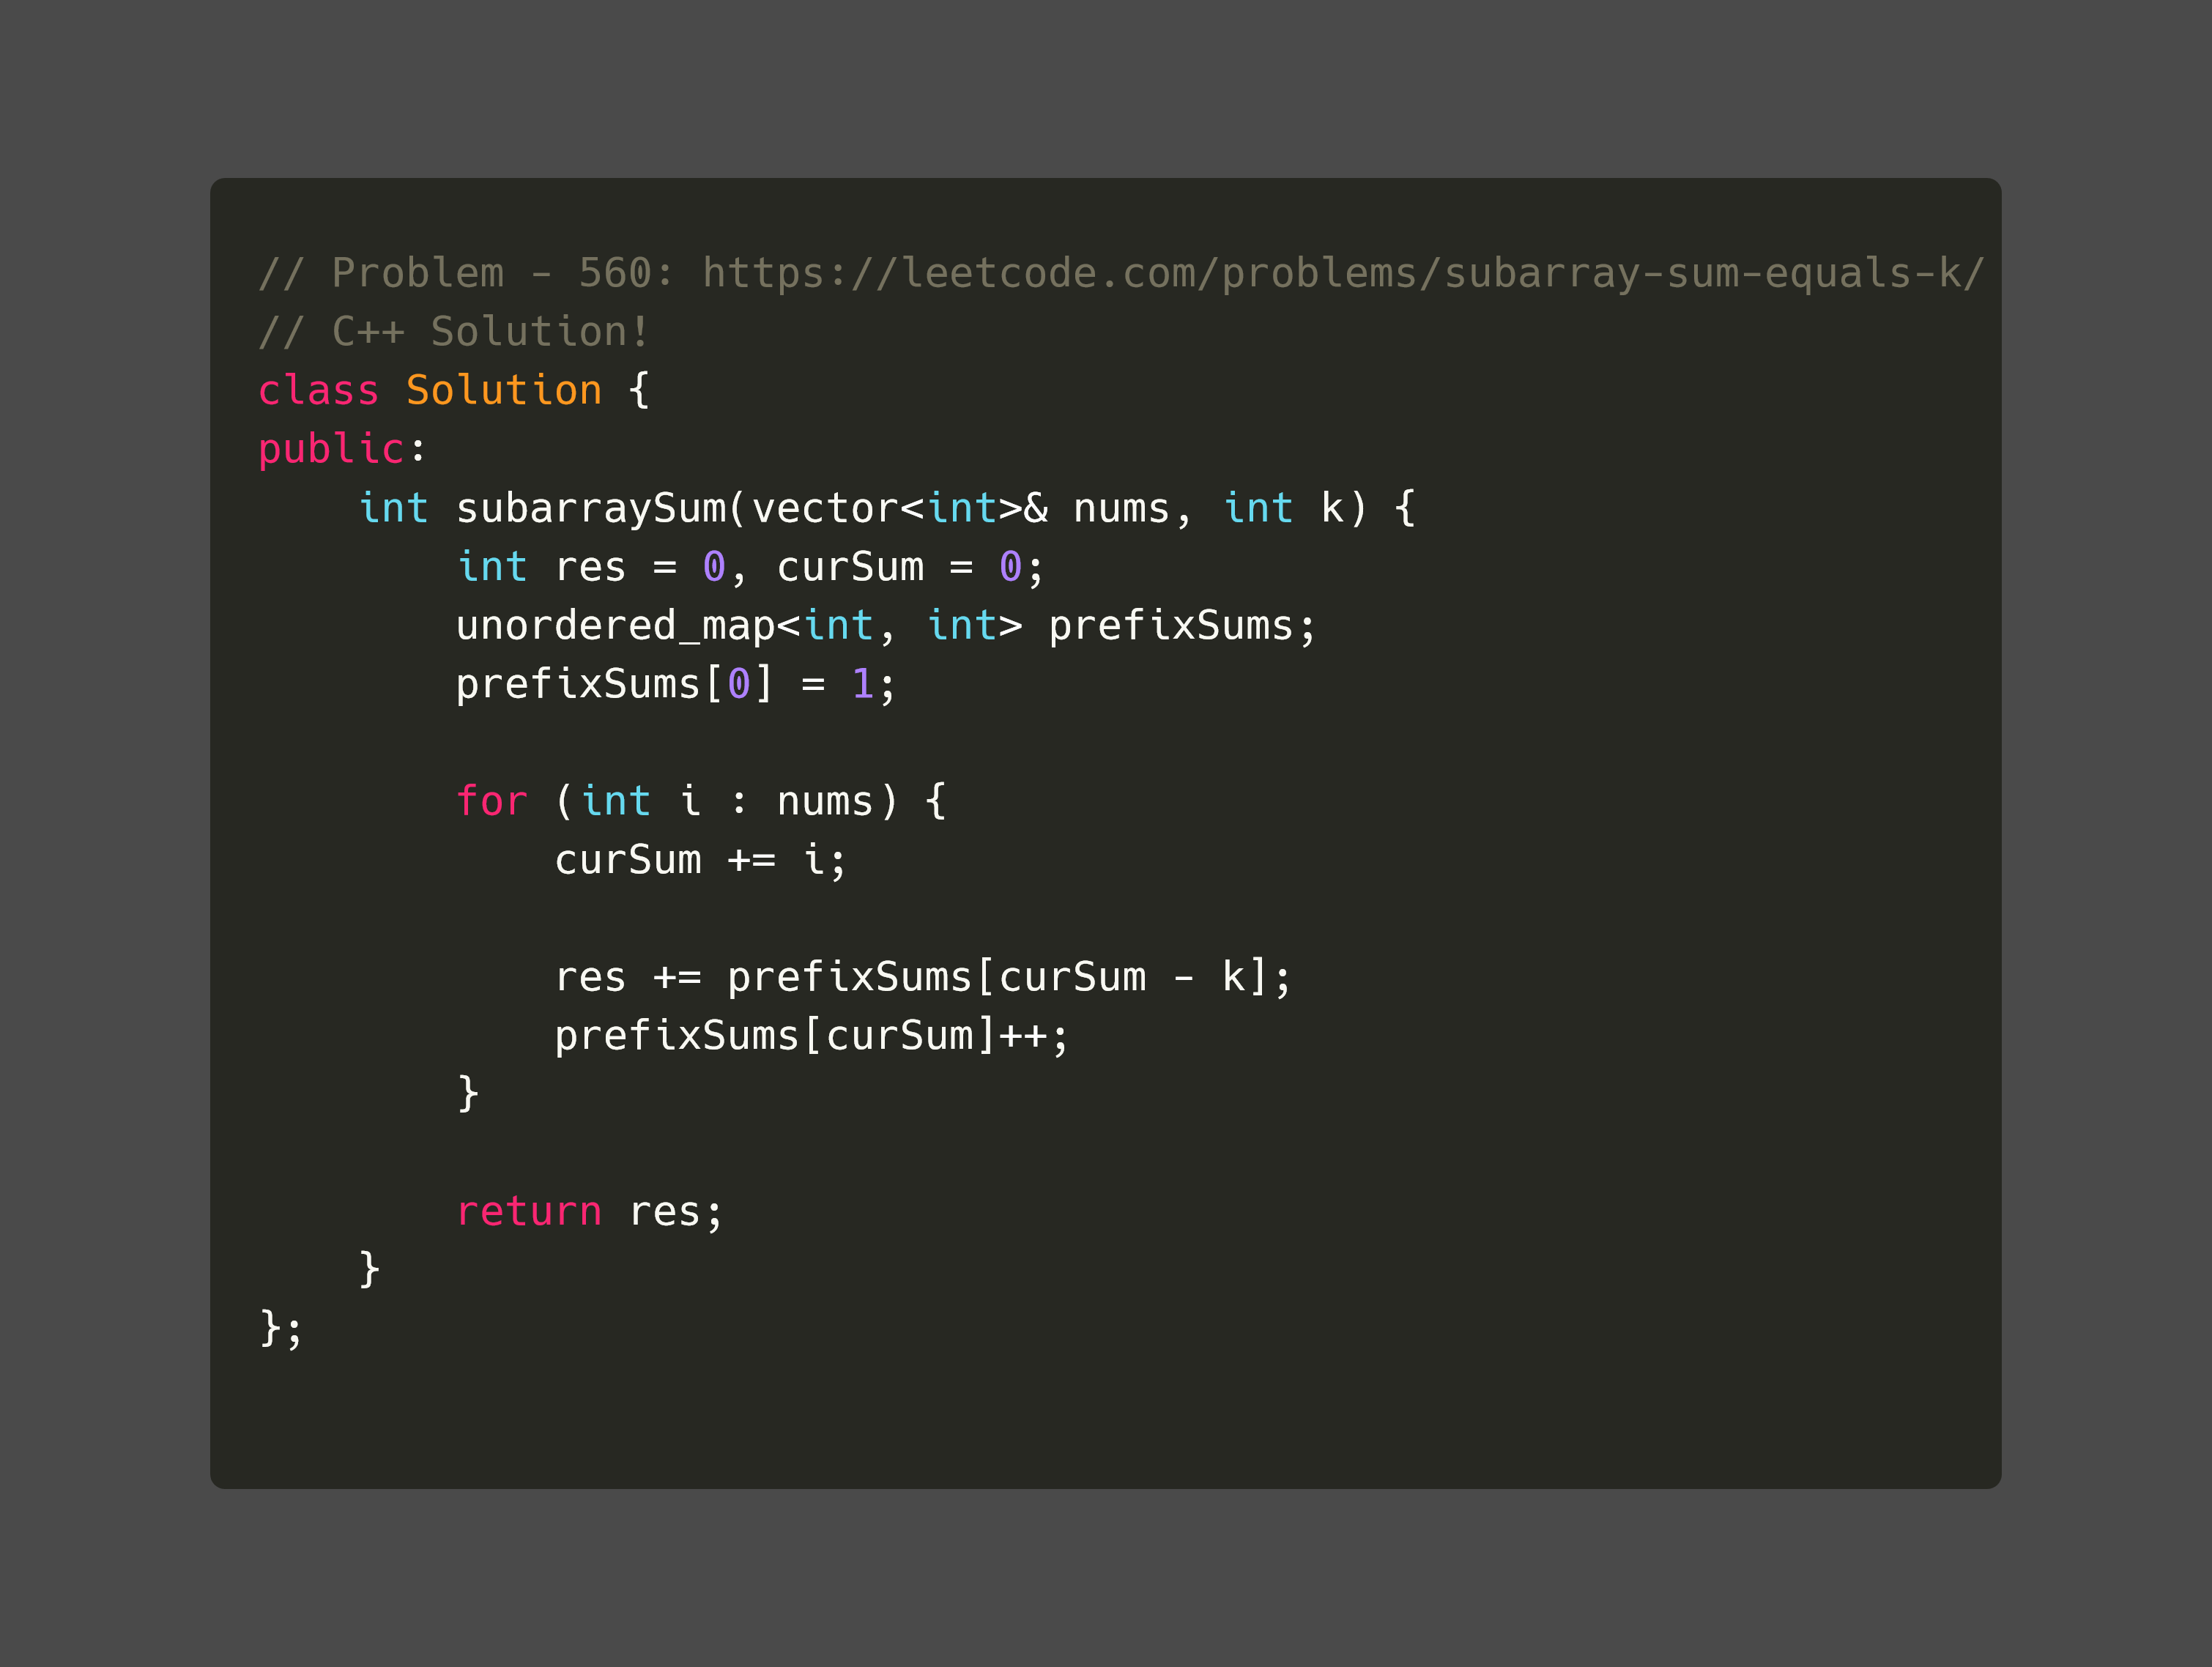 // Problem - 560: https://leetcode.com/problems/subarray-sum-equals-k/
// C++ Solution!
class Solution {
public:
    int subarraySum(vector<int>& nums, int k) {
        int res = 0, curSum = 0;
        unordered_map<int, int> prefixSums;
        prefixSums[0] = 1;

        for (int i : nums) {
            curSum += i;

            res += prefixSums[curSum - k];
            prefixSums[curSum]++;
        }

        return res;
    }
};